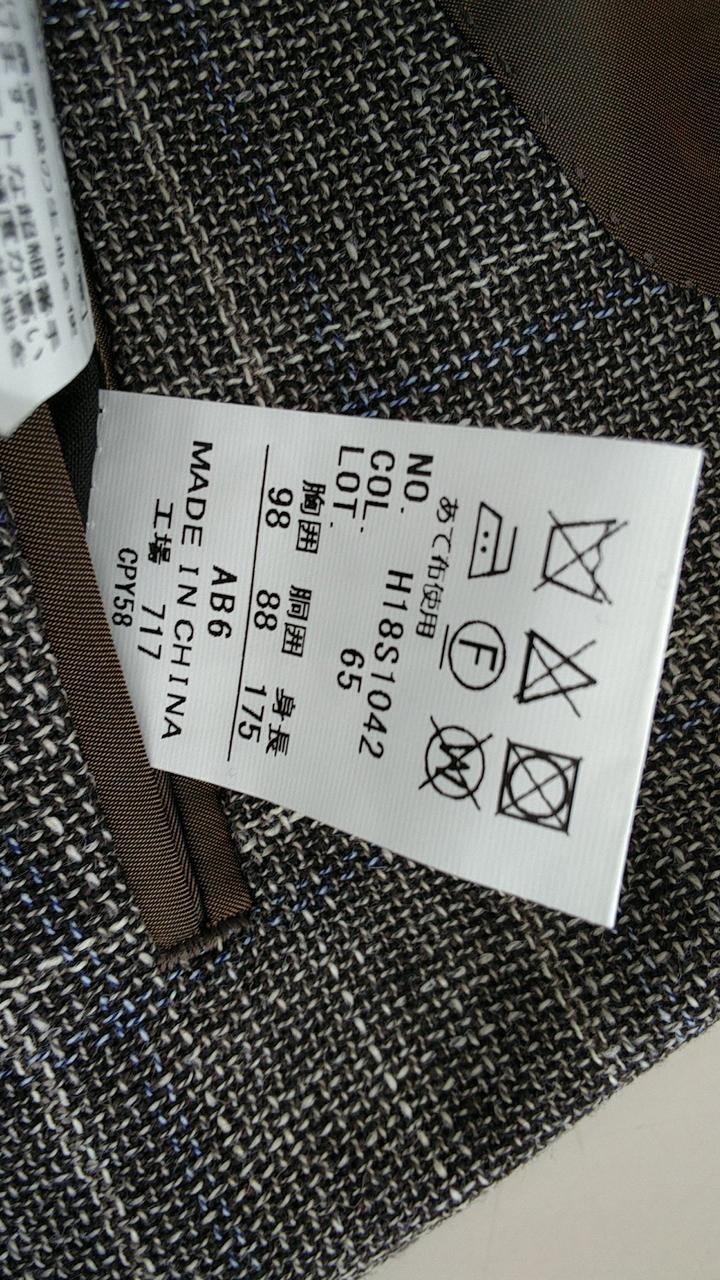 あて布使用
NO. H18S1042
COL. 65
LOT.
胸囲 胴囲 身長
98 88 175
AB6
MADE IN CHINA
工場 717
CPY58